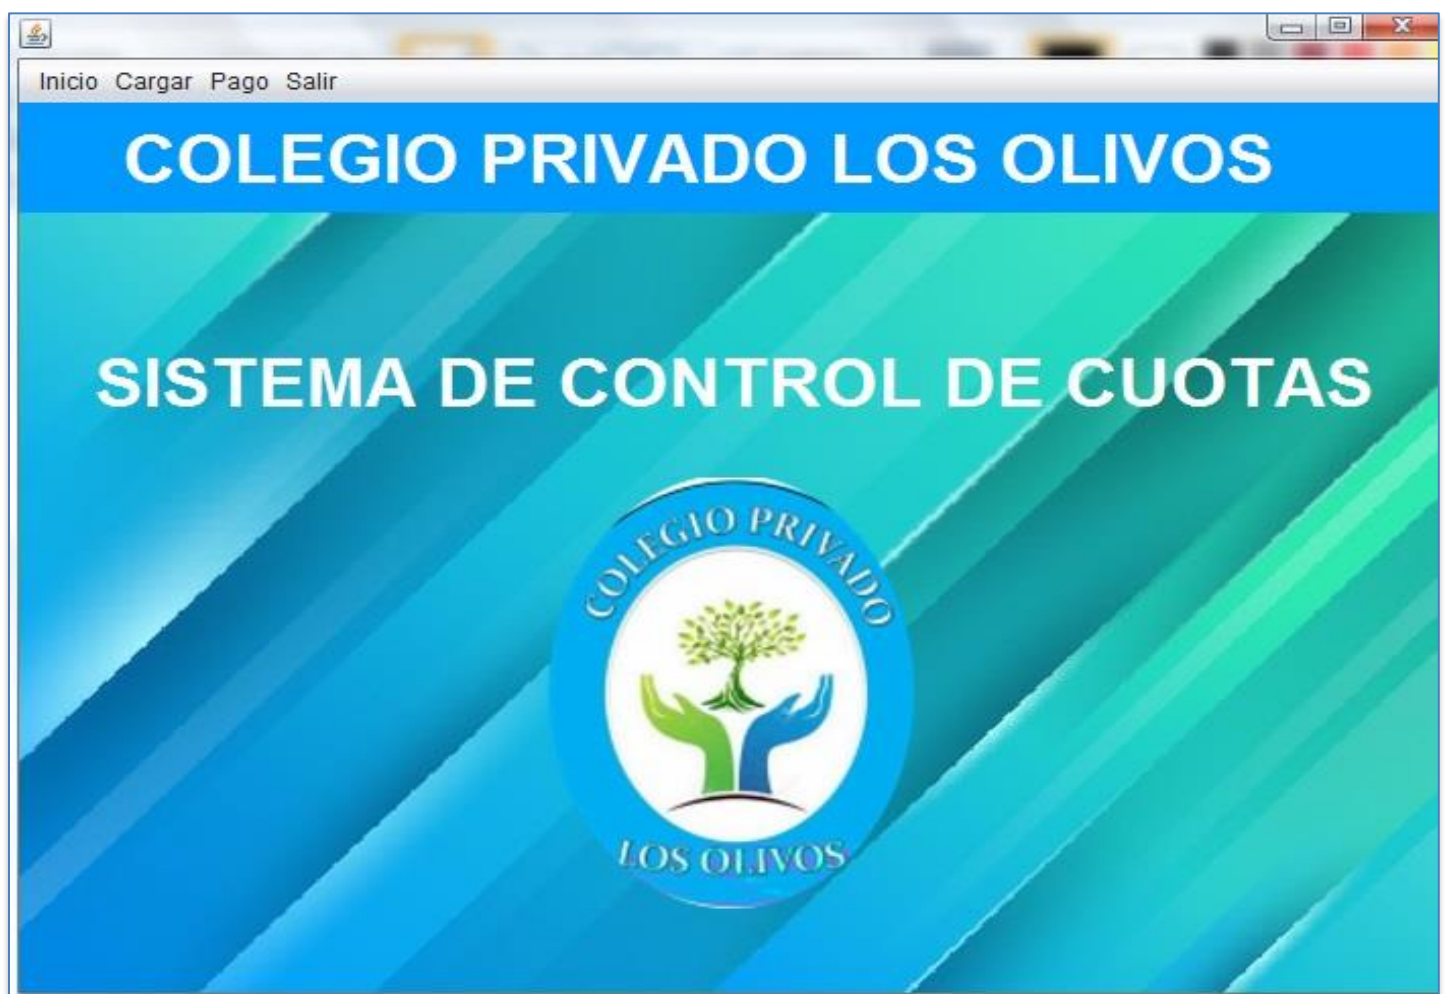 Inicio Cargar Pago Salir
COLEGIO PRIVADO LOS OLIVOS
SISTEMA DE CONTROL DE CUOTAS
COLEGIO PRIVADO
LOS OLIVOS